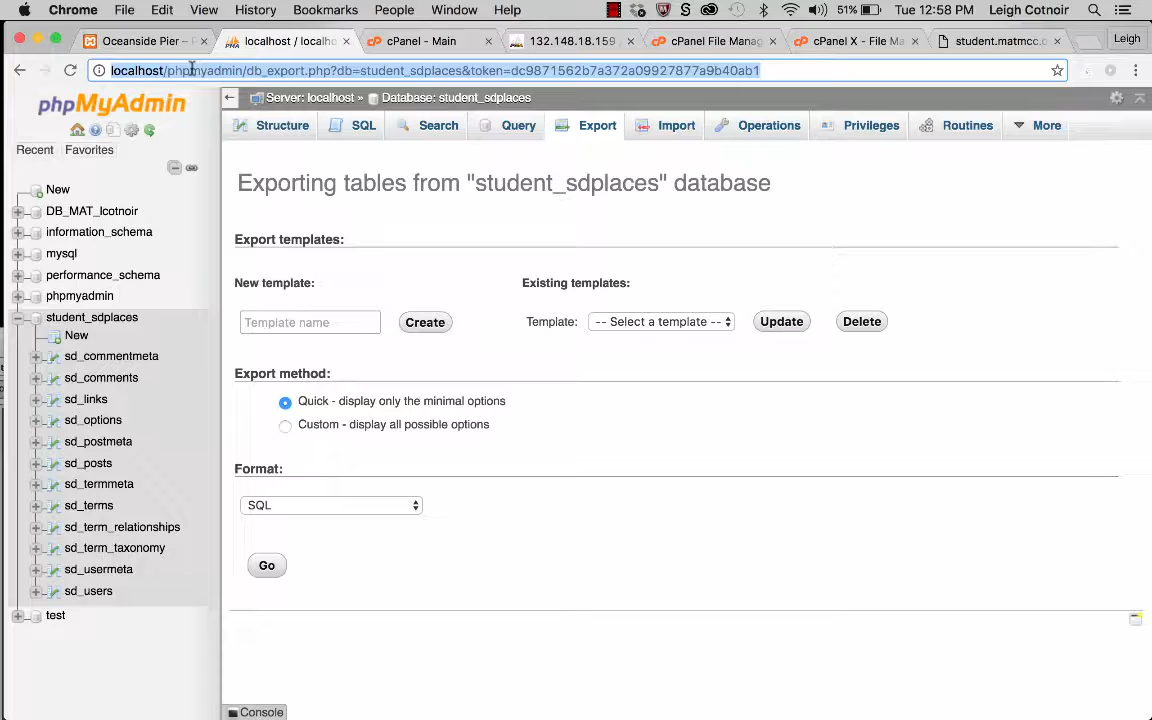 Chrome File Edit View History Bookmarks People Window Help 51% Tue 12:58 PM Leigh Cotnoir
Oceanside Pier – localhost / localho cPanel - Main 132.148.18.159 cPanel File Manag cPanel X - File Ma student.matmcc.o Leigh
localhost/phpmyadmin/db_export.php?db=student_sdplaces&token=dc9871562b7a372a09927877a9b40ab1
phpMyAdmin
Recent Favorites
New
DB_MAT_lcotnoir
information_schema
mysql
performance_schema
phpmyadmin
student_sdplaces
New
sd_commentmeta
sd_comments
sd_links
sd_options
sd_postmeta
sd_posts
sd_termmeta
sd_terms
sd_term_relationships
sd_term_taxonomy
sd_usermeta
sd_users
test
Server: localhost » Database: student_sdplaces
Structure SQL Search Query Export Import Operations Privileges Routines More
Exporting tables from "student_sdplaces" database
Export templates:
New template: Existing templates:
Template name Create Template: -- Select a template -- Update Delete
Export method:
Quick - display only the minimal options
Custom - display all possible options
Format:
SQL
Go
Console